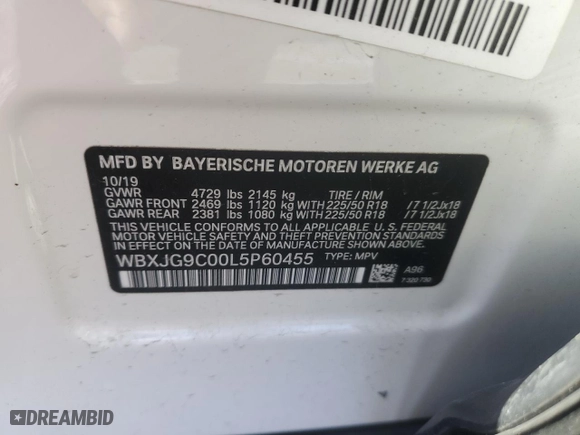 MFD BY BAYERISCHE MOTOREN WERKE AG
10/19
GVWR 4729 lbs 2145 kg TIRE / RIM
GAWR FRONT 2469 lbs 1120 kg WITH 225/50 R18 /7 1/2Jx18
GAWR REAR 2381 lbs 1080 kg WITH 225/50 R18 /7 1/2Jx18
THIS VEHICLE CONFORMS TO ALL APPLICABLE U.S. FEDERAL
MOTOR VEHICLE SAFETY, BUMPER, AND THEFT PREVENTION
STANDARDS IN EFFECT ON THE DATE OF MANUFACTURE SHOWN ABOVE.
WBXJG9C00L5P60455 TYPE: MPV
A96
DREAMBID